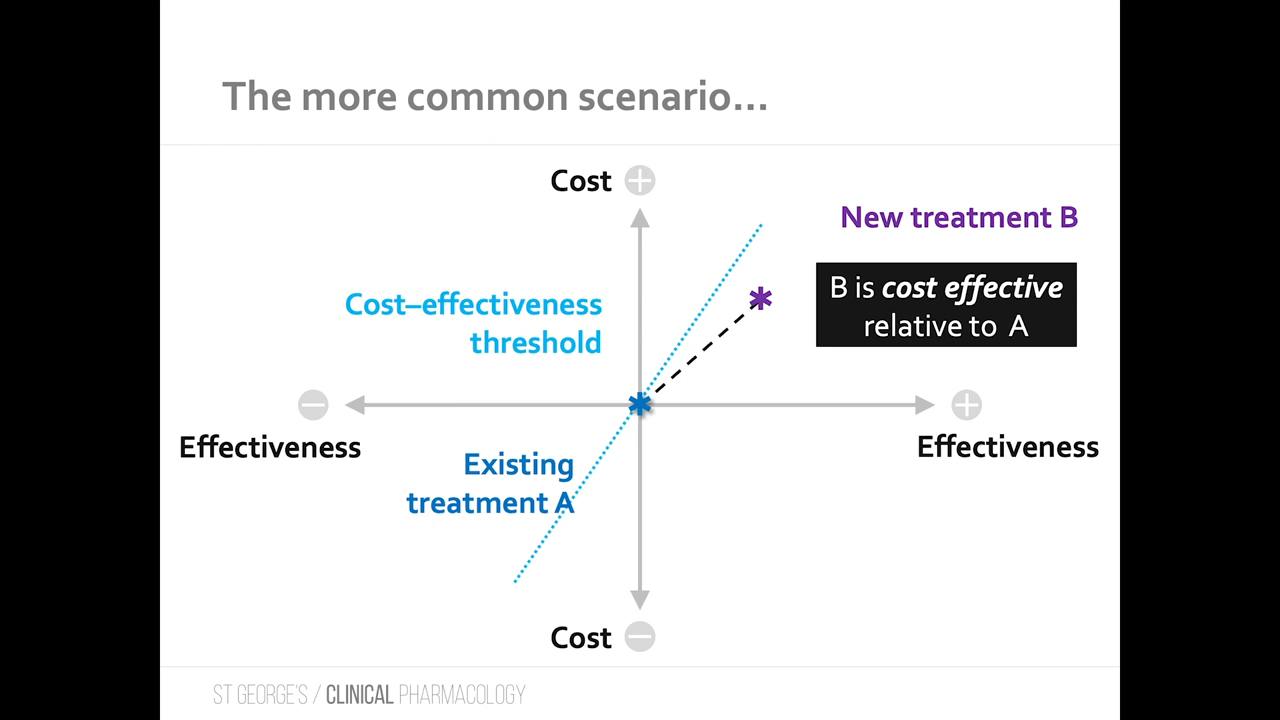 The more common scenario...
Cost
New treatment B
B is cost effective
relative to A
Cost–effectiveness
threshold
Effectiveness
Effectiveness
Existing
treatment A
Cost
ST GEORGE'S / CLINICAL PHARMACOLOGY